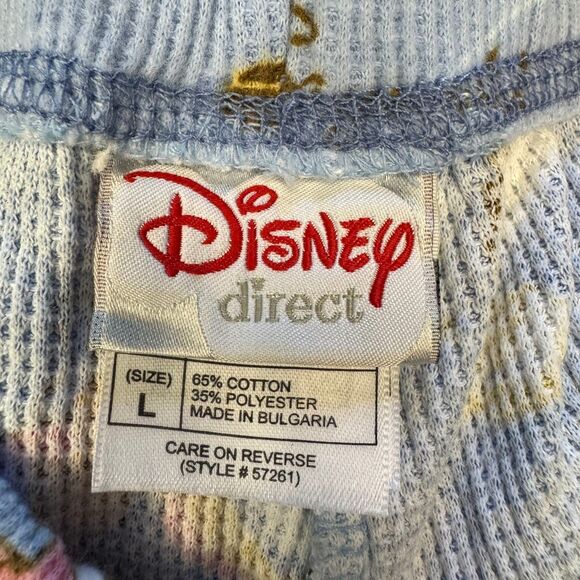 Disney
direct
(SIZE)
L
65% COTTON
35% POLYESTER
MADE IN BULGARIA
CARE ON REVERSE
(STYLE # 57261)